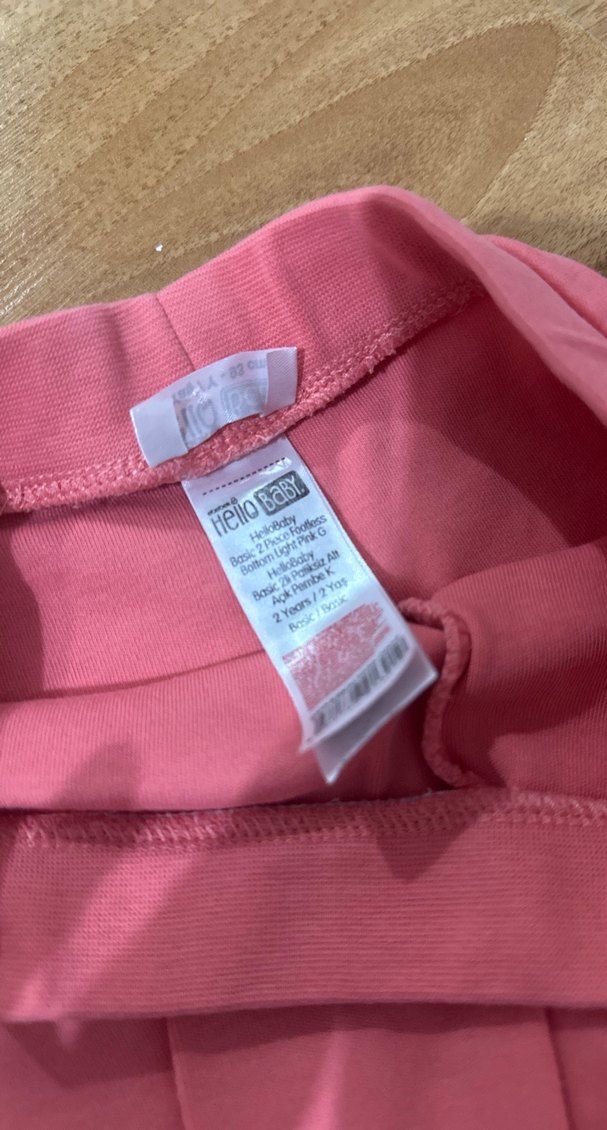 Hello BaBY.
HelloBaby
Basic 2 Piece Footless
Bottom Light Pink G
HelloBaby
Basic 2li Patiksiz Alt
Açık Pembe K
2 Years / 2 Yaş
Basic / Basic